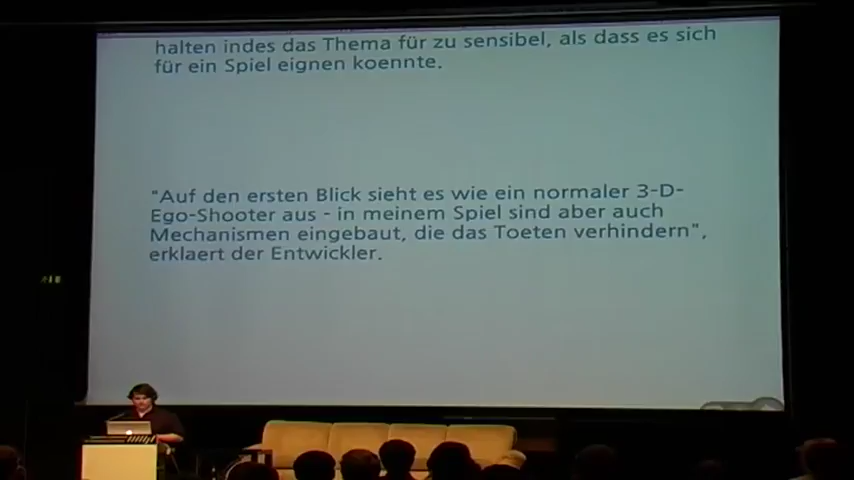 halten indes das Thema für zu sensibel, als dass es sich
für ein Spiel eignen koennte.
"Auf den ersten Blick sieht es wie ein normaler 3-D-
Ego-Shooter aus - in meinem Spiel sind aber auch
Mechanismen eingebaut, die das Toeten verhindern",
erklaert der Entwickler.